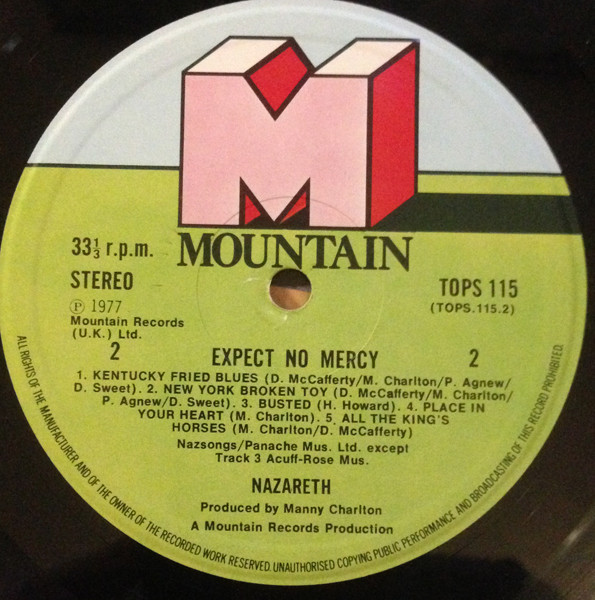 M
MOUNTAIN
33⅓ r.p.m.
STEREO
TOPS 115
(TOPS.115.2)
Ⓟ 1977
Mountain Records
(U.K.) Ltd.
2 EXPECT NO MERCY 2
1. KENTUCKY FRIED BLUES (D. McCafferty/M. Charlton/P. Agnew/
D. Sweet). 2. NEW YORK BROKEN TOY (D. McCafferty/M. Charlton/
P. Agnew/D. Sweet). 3. BUSTED (H. Howard). 4. PLACE IN
YOUR HEART (M. Charlton). 5. ALL THE KING'S
HORSES (M. Charlton/D. McCafferty)
Nazsongs/Panache Mus. Ltd. except
Track 3 Acuff-Rose Mus.
NAZARETH
Produced by Manny Charlton
A Mountain Records Production
ALL RIGHTS OF THE MANUFACTURER AND OF THE OWNER OF THE RECORDED WORK RESERVED. UNAUTHORISED COPYING PUBLIC PERFORMANCE AND BROADCASTING OF THIS RECORD PROHIBITED.